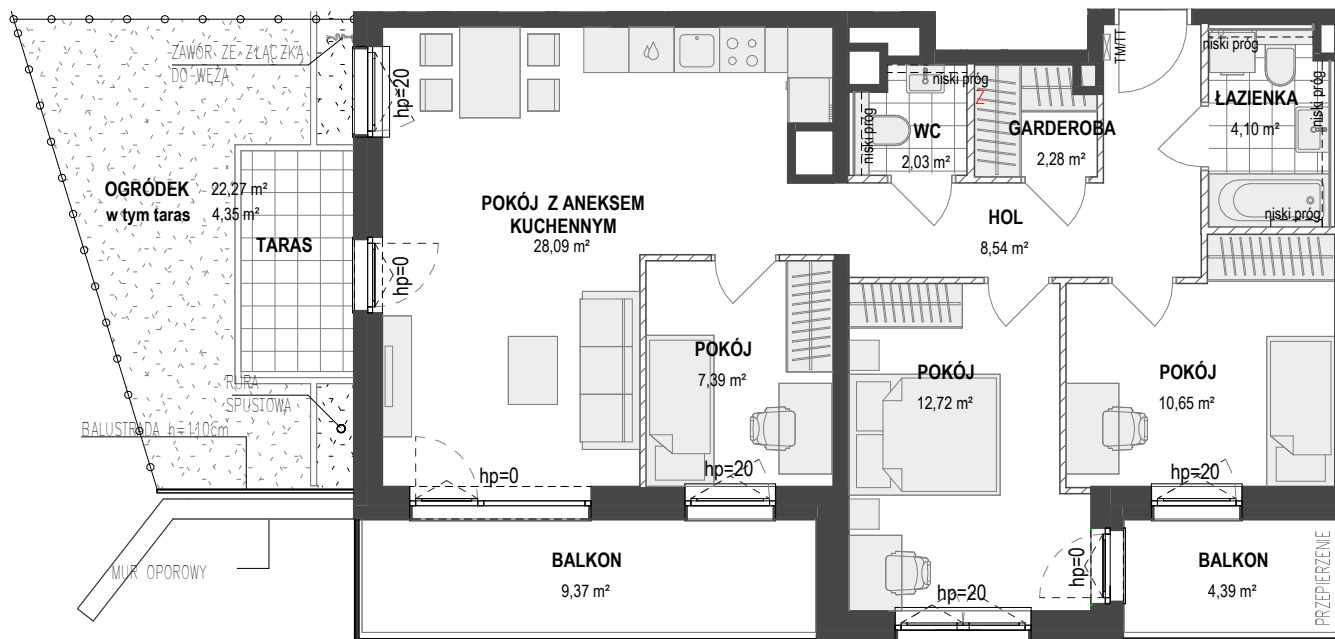 ZAWÓR ZE ZŁĄCZKĄ
DO WĘŻA
hp=20
OGRÓDEK 22,27 m²
w tym taras 4,35 m²
TARAS
hp=0
POKÓJ Z ANEKSEM
KUCHENNYM
28,09 m²
niski próg
niski próg
WC
2,03 m²
Z
GARDEROBA
2,28 m²
TM/TT
niski próg
ŁAZIENKA
4,10 m²
niski próg
niski próg
HOL
8,54 m²
RURA
SPUSTOWA
BALUSTRADA h=110cm
POKÓJ
7,39 m²
POKÓJ
12,72 m²
POKÓJ
10,65 m²
hp=0
hp=20
hp=20
MUR OPOROWY
BALKON
9,37 m²
hp=20
hp=0
BALKON
4,39 m²
PRZEPIERZENIE